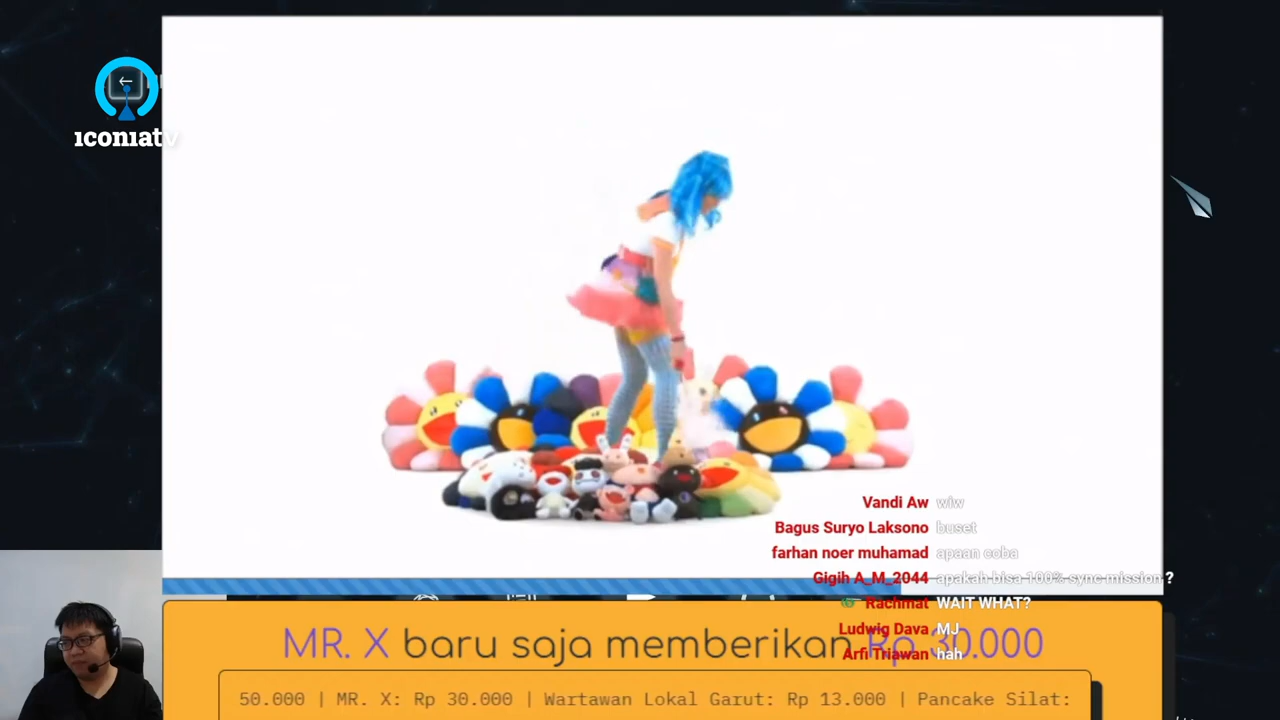 ıconıatv
Vandi Aw wiw
Bagus Suryo Laksono buset
farhan noer muhamad apaan coba
Gigih A_M_2044 apakah bisa 100% sync mission ?
Rachmat WAIT WHAT?
MR. X baru saja memberikan Rp 30.000
Ludwig Dava MJ
Arfi Triawan hah
50.000 | MR. X: Rp 30.000 | Wartawan Lokal Garut: Rp 13.000 | Pancake Silat: